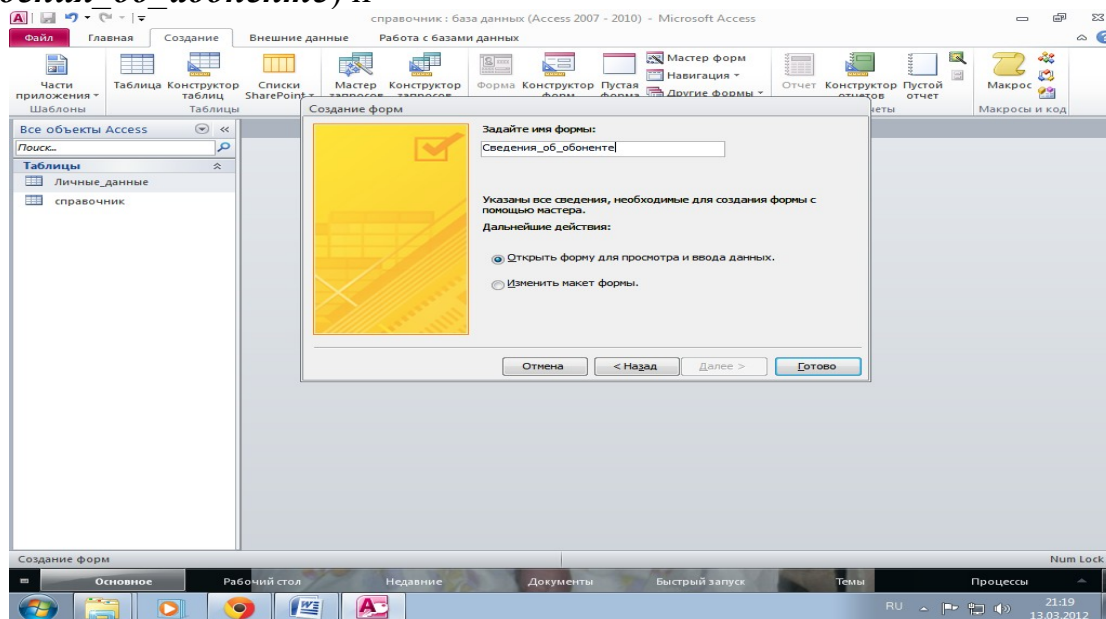 справочник : база данных (Access 2007 - 2010) - Microsoft Access
Файл Главная Создание Внешние данные Работа с базами данных
Части приложения
Таблица
Конструктор таблиц
Списки SharePoint
Мастер запросов
Конструктор запросов
Форма
Конструктор форм
Пустая форма
Мастер форм
Навигация
Другие формы
Отчет
Конструктор отчетов
Пустой отчет
Макрос
Шаблоны
Таблицы
Макросы и код
Создание форм
Все объекты Access
Поиск...
Таблицы
Личные_данные
справочник
Задайте имя формы:
Сведения_об_обоненте
Указаны все сведения, необходимые для создания формы с
помощью мастера.
Дальнейшие действия:
Открыть форму для просмотра и ввода данных.
Изменить макет формы.
Отмена < Назад Далее > Готово
Создание форм Num Lock
Основное Рабочий стол Недавние Документы Быстрый запуск Темы Процессы
RU 21:19
13.03.2012